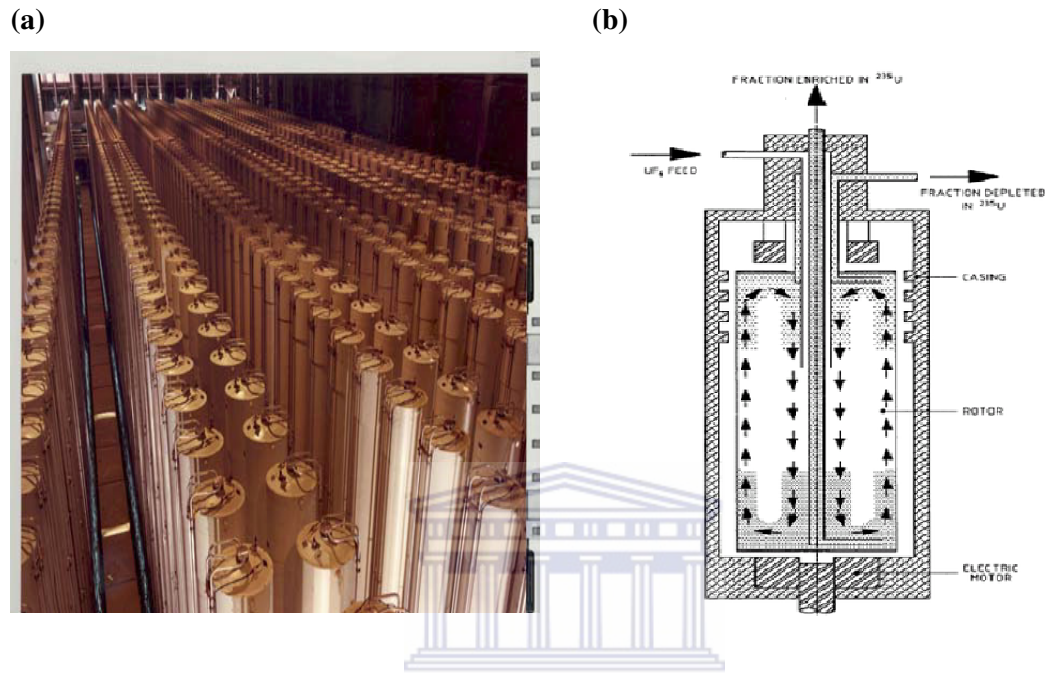 (a)
(b)
FRACTION ENRICHED IN ²³⁵U
UF₆ FEED
FRACTION DEPLETED
IN ²³⁵U
CASING
ROTOR
ELECTRIC
MOTOR